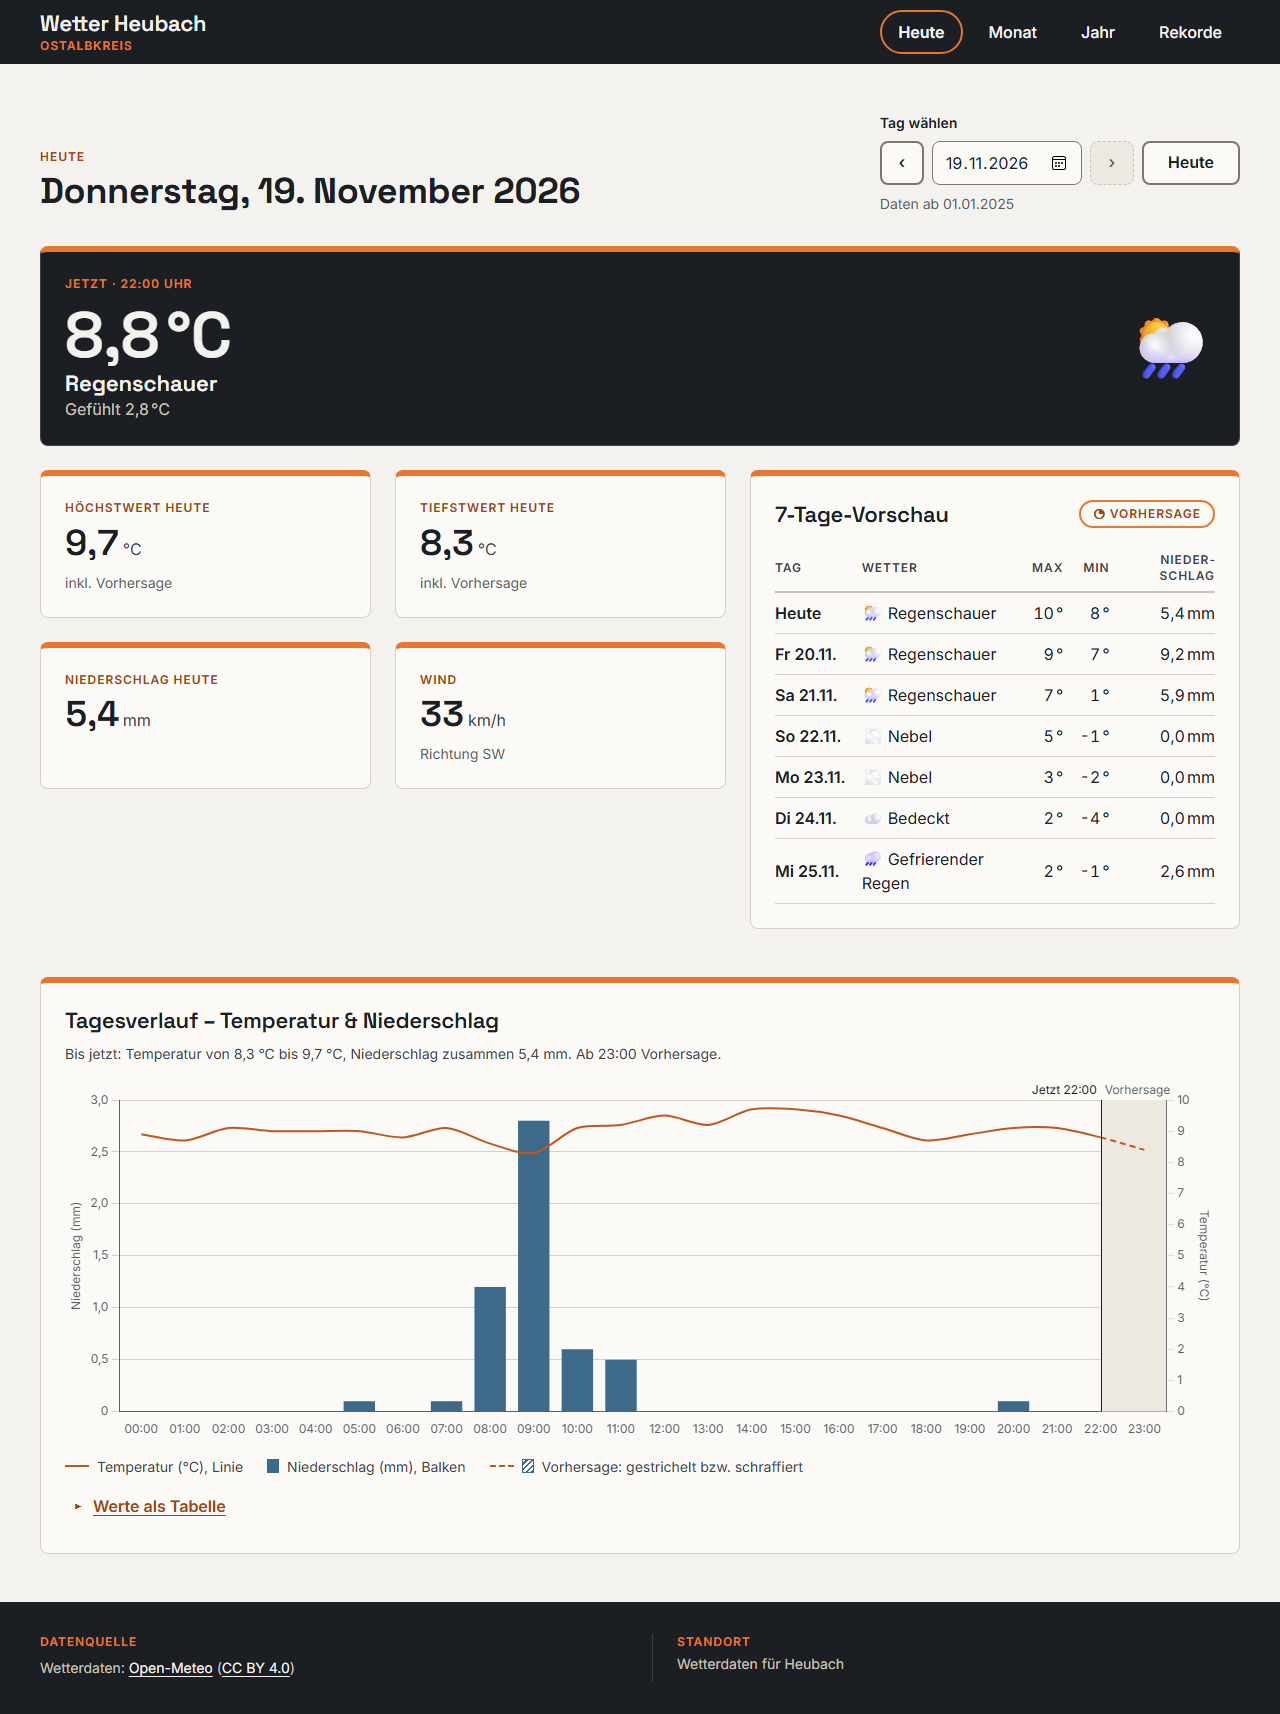 Wetter Heubach
OSTALBKREIS
Heute
Monat
Jahr
Rekorde
HEUTE
Donnerstag, 19. November 2026
Tag wählen
‹
19.11.2026
›
Heute
Daten ab 01.01.2025
JETZT · 22:00 UHR
8,8 °C
Regenschauer
Gefühlt 2,8 °C
HÖCHSTWERT HEUTE
9,7 °C
inkl. Vorhersage
TIEFSTWERT HEUTE
8,3 °C
inkl. Vorhersage
NIEDERSCHLAG HEUTE
5,4 mm
WIND
33 km/h
Richtung SW
7-Tage-Vorschau
VORHERSAGE
TAG WETTER MAX MIN NIEDER-
SCHLAG
Heute Regenschauer 10 ° 8 ° 5,4 mm
Fr 20.11. Regenschauer 9 ° 7 ° 9,2 mm
Sa 21.11. Regenschauer 7 ° 1 ° 5,9 mm
So 22.11. Nebel 5 ° -1 ° 0,0 mm
Mo 23.11. Nebel 3 ° -2 ° 0,0 mm
Di 24.11. Bedeckt 2 ° -4 ° 0,0 mm
Mi 25.11. Gefrierender 2 ° -1 ° 2,6 mm
Regen
Tagesverlauf – Temperatur & Niederschlag
Bis jetzt: Temperatur von 8,3 °C bis 9,7 °C, Niederschlag zusammen 5,4 mm. Ab 23:00 Vorhersage.
Jetzt 22:00 Vorhersage
Niederschlag (mm)
3,0
2,5
2,0
1,5
1,0
0,5
0
10
9
8
7
6
5
4
3
2
1
0
Temperatur (°C)
00:00 01:00 02:00 03:00 04:00 05:00 06:00 07:00 08:00 09:00 10:00 11:00 12:00 13:00 14:00 15:00 16:00 17:00 18:00 19:00 20:00 21:00 22:00 23:00
Temperatur (°C), Linie
Niederschlag (mm), Balken
Vorhersage: gestrichelt bzw. schraffiert
Werte als Tabelle
DATENQUELLE
Wetterdaten: Open-Meteo (CC BY 4.0)
STANDORT
Wetterdaten für Heubach